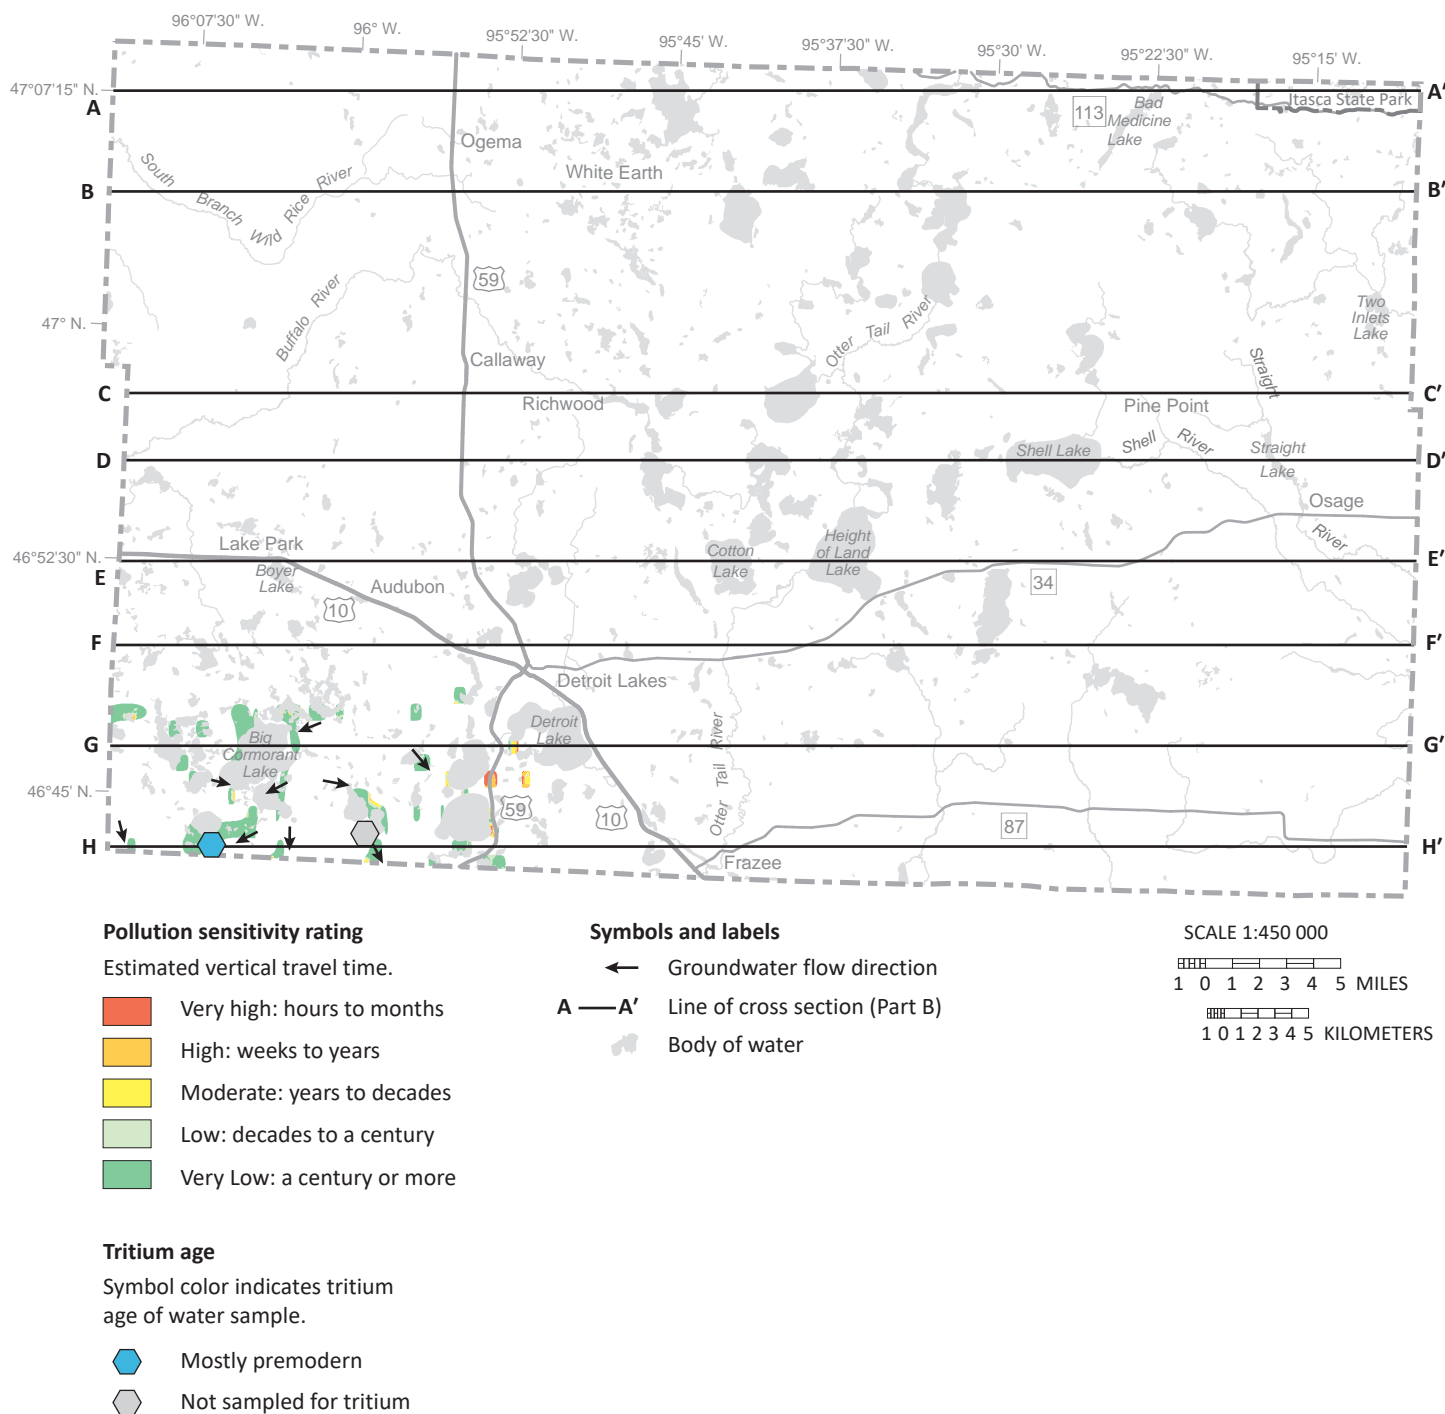 96°07'30" W.
96° W.
95°52'30" W.
95°45' W.
95°37'30" W.
95°30' W.
95°22'30" W.
95°15' W.
47°07'15" N.
A
A′
Itasca State Park
113
Bad
Medicine
Lake
Ogema
White Earth
South
Branch
Wild
Rice
River
B
B′
59
Buffalo
River
Otter
Tail
River
Two
Inlets
Lake
47° N.
Callaway
Straight
C
C′
Richwood
Pine Point
Shell
River
Shell Lake
Straight
Lake
D
D′
Osage
River
Lake Park
Height
of Land
Lake
Cotton
Lake
46°52'30" N.
E
E′
Boyer
Lake
Audubon
10
34
F
F′
Detroit Lakes
Detroit
Lake
Big
Cormorant
Lake
G
G′
Otter
Tail
River
46°45' N.
59
10
87
H
H′
Frazee
Pollution sensitivity rating
Estimated vertical travel time.
Very high: hours to months
High: weeks to years
Moderate: years to decades
Low: decades to a century
Very Low: a century or more
Tritium age
Symbol color indicates tritium
age of water sample.
Mostly premodern
Not sampled for tritium
Symbols and labels
Groundwater flow direction
A A′ Line of cross section (Part B)
Body of water
SCALE 1:450 000
1 0 1 2 3 4 5 MILES
1 0 1 2 3 4 5 KILOMETERS